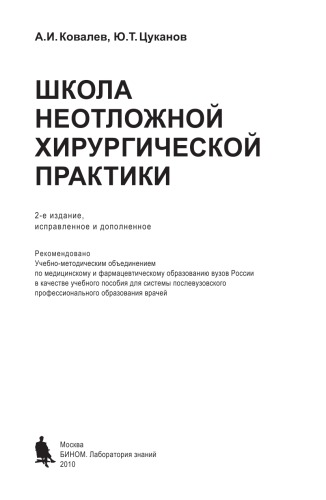 А.И. Ковалев, Ю.Т. Цуканов
ШКОЛА
НЕОТЛОЖНОЙ
ХИРУРГИЧЕСКОЙ
ПРАКТИКИ
2-е издание,
исправленное и дополненное
Рекомендовано
Учебно-методическим объединением
по медицинскому и фармацевтическому образованию вузов России
в качестве учебного пособия для системы послевузовского
профессионального образования врачей
Москва
БИНОМ. Лаборатория знаний
2010